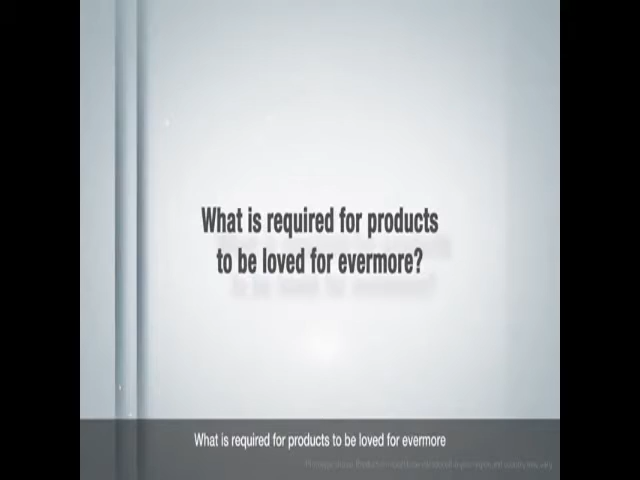 What is required for products
to be loved for evermore?
What is required for products to be loved for evermore